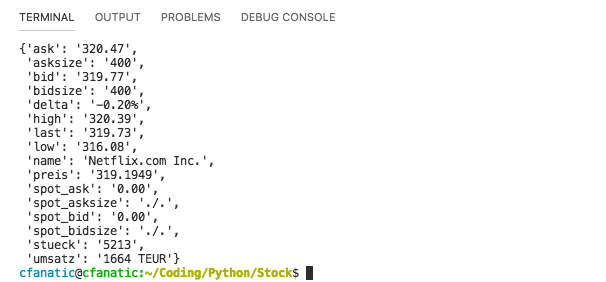 TERMINAL OUTPUT PROBLEMS DEBUG CONSOLE
{'ask': '320.47',
 'asksize': '400',
 'bid': '319.77',
 'bidsize': '400',
 'delta': '-0.20%',
 'high': '320.39',
 'last': '319.73',
 'low': '316.08',
 'name': 'Netflix.com Inc.',
 'preis': '319.1949',
 'spot_ask': '0.00',
 'spot_asksize': './.',
 'spot_bid': '0.00',
 'spot_bidsize': './.',
 'stueck': '5213',
 'umsatz': '1664 TEUR'}
cfanatic@cfanatic:~/Coding/Python/Stock$